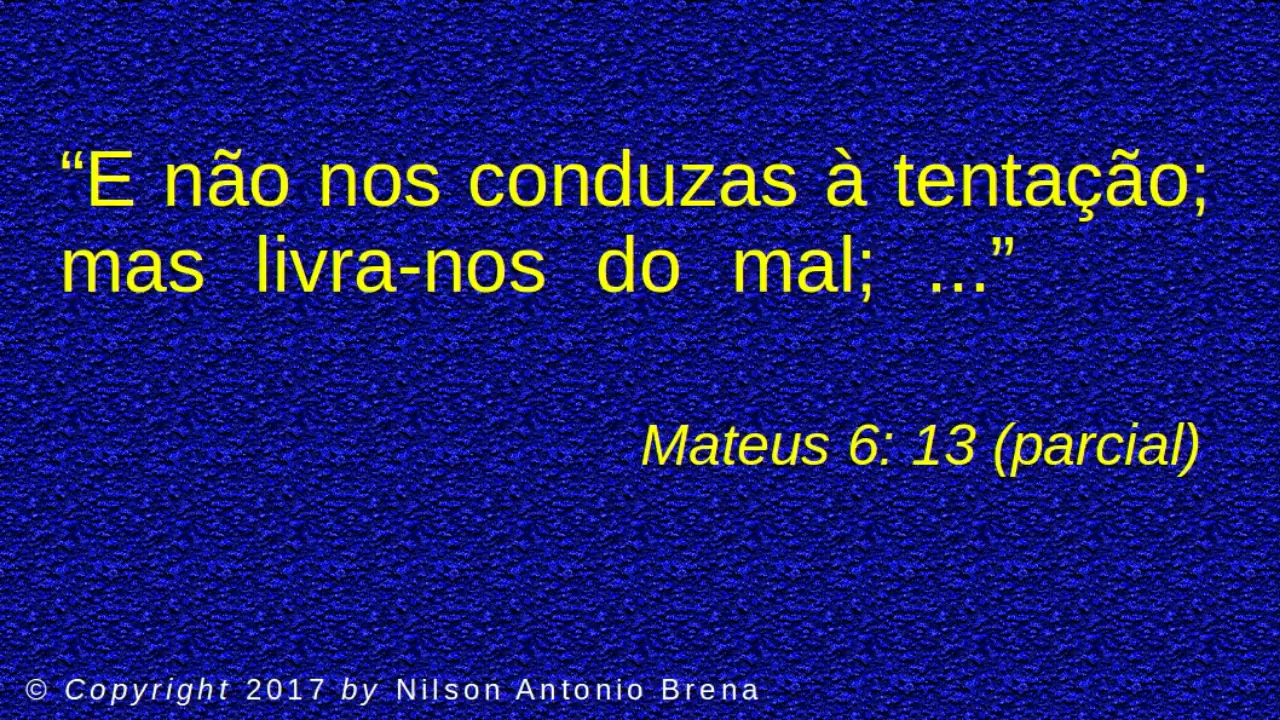 “E não nos conduzas à tentação;
mas livra-nos do mal; ...”
Mateus 6: 13 (parcial)
© Copyright 2017 by Nilson Antonio Brena